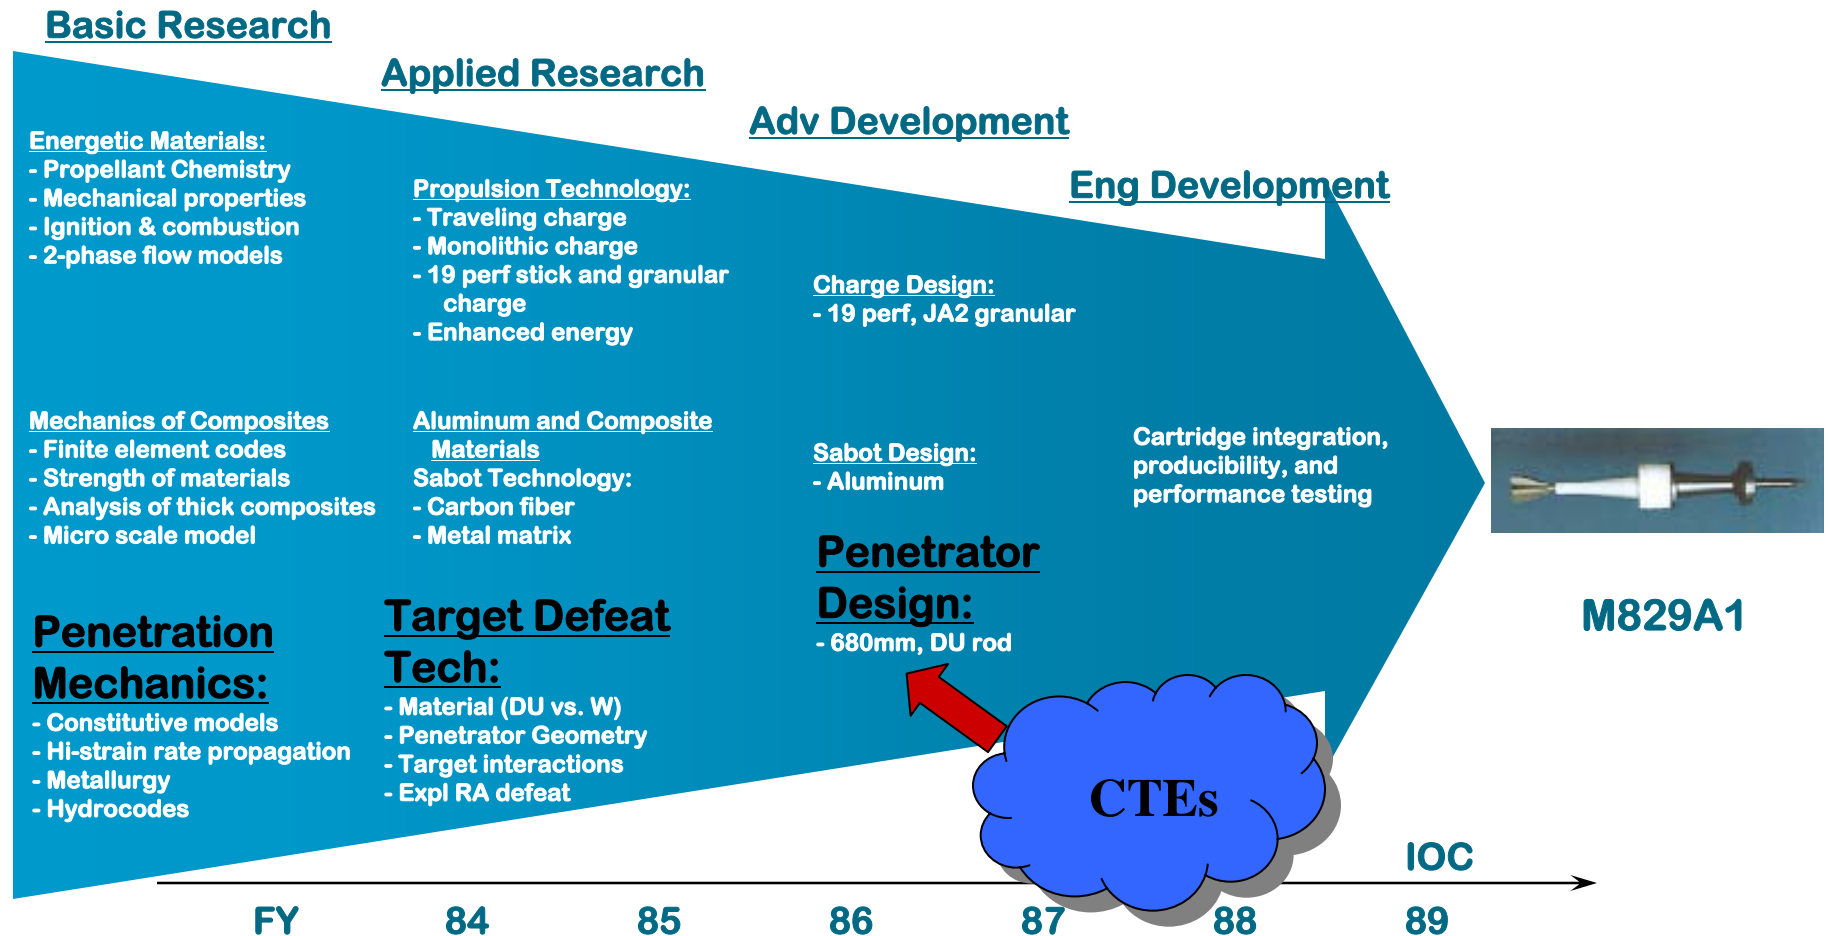 Basic Research
Applied Research
Adv Development
Eng Development
Energetic Materials:
- Propellant Chemistry
- Mechanical properties
- Ignition & combustion
- 2-phase flow models
Propulsion Technology:
- Traveling charge
- Monolithic charge
- 19 perf stick and granular
charge
- Enhanced energy
Charge Design:
- 19 perf, JA2 granular
Mechanics of Composites
- Finite element codes
- Strength of materials
- Analysis of thick composites
- Micro scale model
Aluminum and Composite
Materials
Sabot Technology:
- Carbon fiber
- Metal matrix
Sabot Design:
- Aluminum
Cartridge integration,
producibility, and
performance testing
Penetration
Mechanics:
- Constitutive models
- Hi-strain rate propagation
- Metallurgy
- Hydrocodes
Target Defeat
Tech:
- Material (DU vs. W)
- Penetrator Geometry
- Target interactions
- Expl RA defeat
Penetrator
Design:
- 680mm, DU rod
M829A1
CTEs
IOC
FY 84 85 86 87 88 89